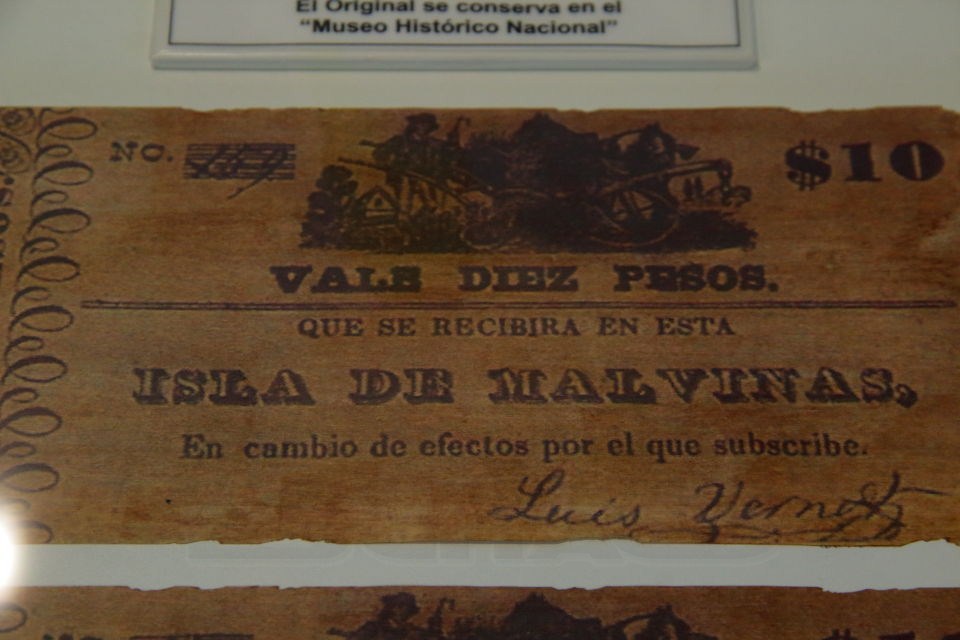 El Original se conserva en el
“Museo Histórico Nacional”
NO.
$10
VALE DIEZ PESOS.
QUE SE RECIBIRA EN ESTA
ISLA DE MALVINAS,
En cambio de efectos por el que subscribe.
Luis Vernet